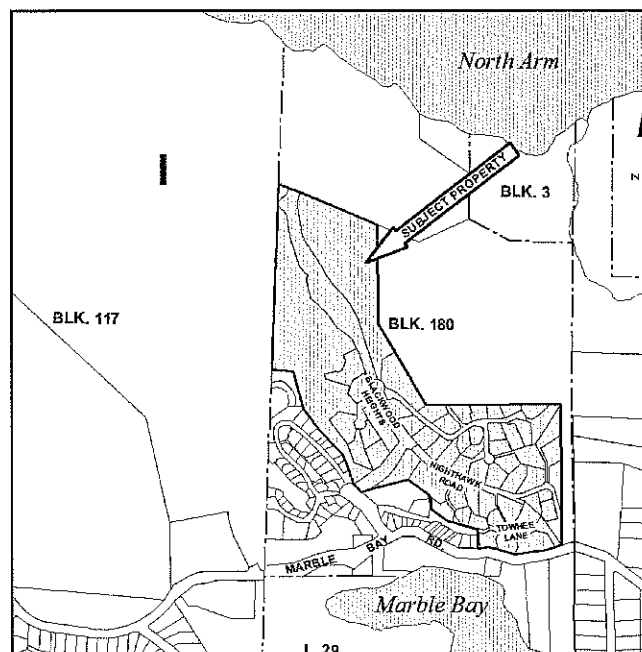 North Arm
SUBJECT PROPERTY
BLK. 3
Z
BLK. 117
BLK. 180
BLACKWOOD
HEIGHTS
NIGHTHAWK
ROAD
TOWHEE
LANE
MARBLE BAY RD.
Marble Bay
L 29